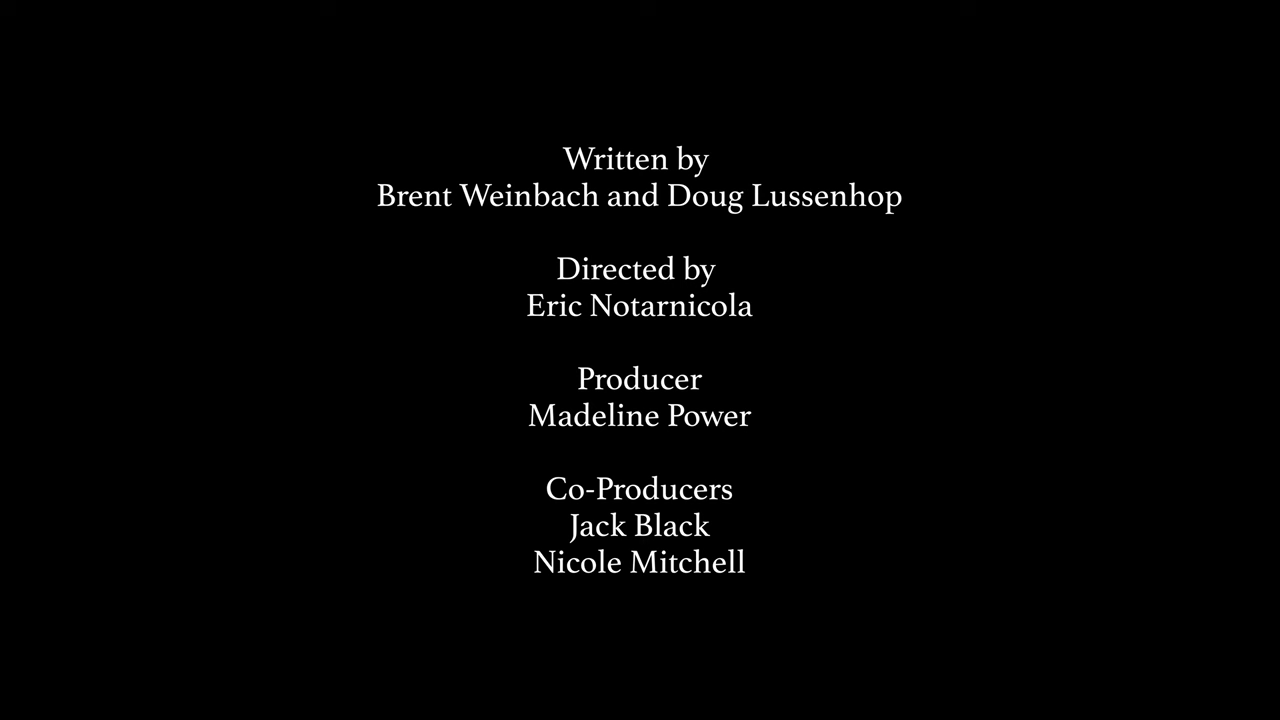 Written by
Brent Weinbach and Doug Lussenhop
Directed by
Eric Notarnicola
Producer
Madeline Power
Co-Producers
Jack Black
Nicole Mitchell